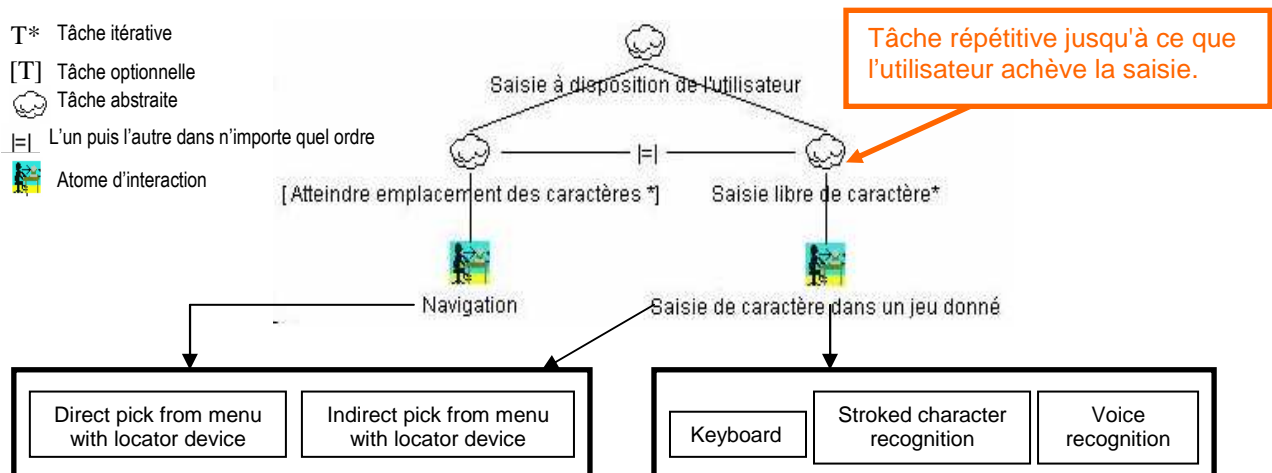 T* Tâche itérative
[T] Tâche optionnelle
Tâche abstraite
|=| L'un puis l'autre dans n'importe quel ordre
Atome d'interaction
Saisie à disposition de l'utilisateur
Tâche répétitive jusqu'à ce que
l'utilisateur achève la saisie.
|=|
[Atteindre emplacement des caractères *]
Saisie libre de caractère*
Navigation
Saisie de caractère dans un jeu donné
Direct pick from menu
with locator device
Indirect pick from menu
with locator device
Keyboard
Stroked character
recognition
Voice
recognition